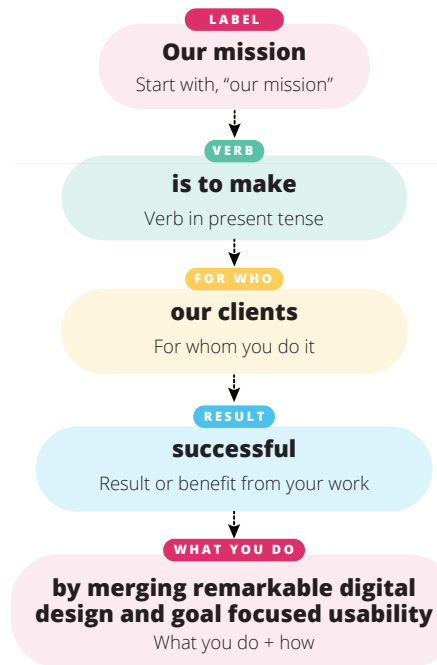 LABEL
Our mission
Start with, “our mission”
VERB
is to make
Verb in present tense
FOR WHO
our clients
For whom you do it
RESULT
successful
Result or benefit from your work
WHAT YOU DO
by merging remarkable digital
design and goal focused usability
What you do + how